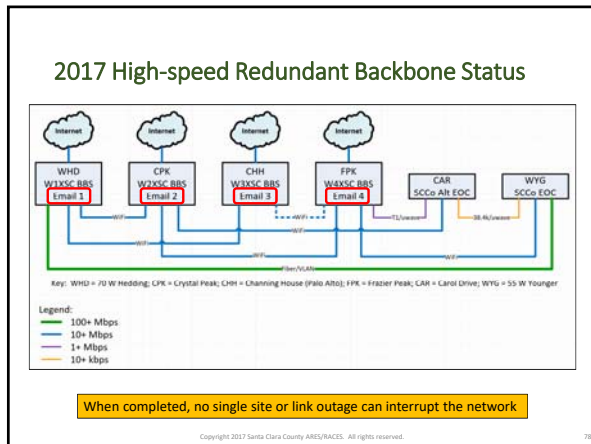 2017 High-speed Redundant Backbone Status
Internet
Internet
Internet
Internet
WHD
W1XSC BBS
Email 1
CPK
W2XSC BBS
Email 2
CHH
W3XSC BBS
Email 3
FPK
W4XSC BBS
Email 4
CAR
SCCo Alt EOC
WYG
SCCo EOC
WiFi
WiFi
T1/uwave
38.4k/uwave
WiFi
WiFi
WiFi
Fiber/VLAN
Key: WHD = 70 W Hedding; CPK = Crystal Peak; CHH = Channing House (Palo Alto); FPK = Frazier Peak; CAR = Carol Drive; WYG = 55 W Younger
Legend:
100+ Mbps
10+ Mbps
1+ Mbps
10+ kbps
When completed, no single site or link outage can interrupt the network
Copyright 2017 Santa Clara County ARES/RACES. All rights reserved.
78